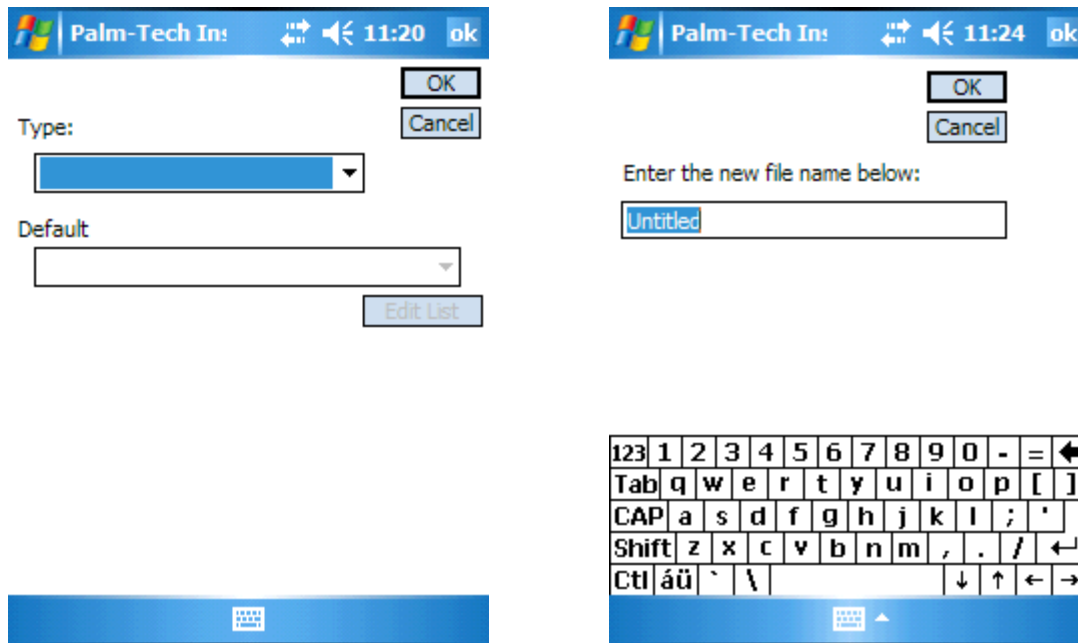 Palm-Tech Ins 11:20 ok
OK
Cancel
Type:
Default
Edit List
Palm-Tech Ins 11:24 ok
OK
Cancel
Enter the new file name below:
Untitled
123 1 2 3 4 5 6 7 8 9 0 - = ←
Tab q w e r t y u i o p [ ]
CAP a s d f g h j k l ; '
Shift z x c v b n m , . / ↵
Ctl áü ` \ ↓ ↑ ← →